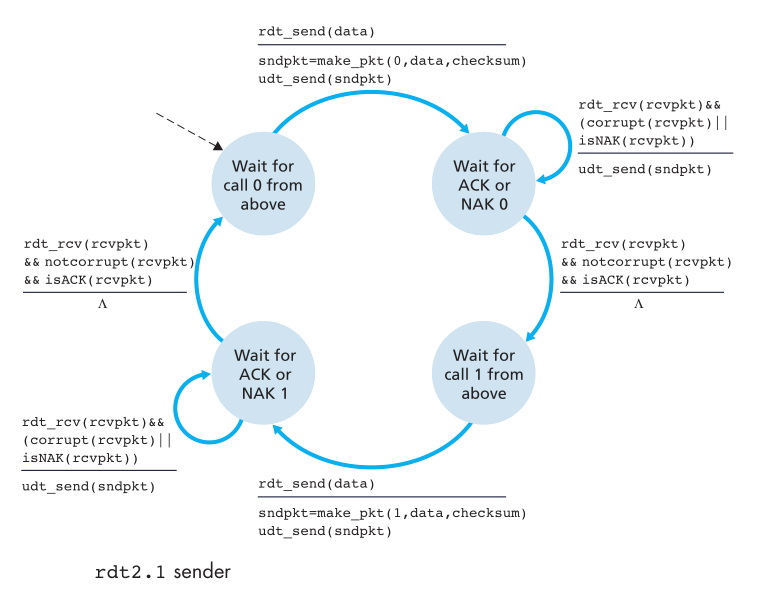 rdt_send(data)
sndpkt=make_pkt(0,data,checksum)
udt_send(sndpkt)
rdt_rcv(rcvpkt)&&
(corrupt(rcvpkt)||
isNAK(rcvpkt))
udt_send(sndpkt)
Wait for
call 0 from
above
Wait for
ACK or
NAK 0
rdt_rcv(rcvpkt)
&& notcorrupt(rcvpkt)
&& isACK(rcvpkt)
Λ
rdt_rcv(rcvpkt)
&& notcorrupt(rcvpkt)
&& isACK(rcvpkt)
Λ
Wait for
ACK or
NAK 1
Wait for
call 1 from
above
rdt_rcv(rcvpkt)&&
(corrupt(rcvpkt)||
isNAK(rcvpkt))
udt_send(sndpkt)
rdt_send(data)
sndpkt=make_pkt(1,data,checksum)
udt_send(sndpkt)
rdt2.1 sender